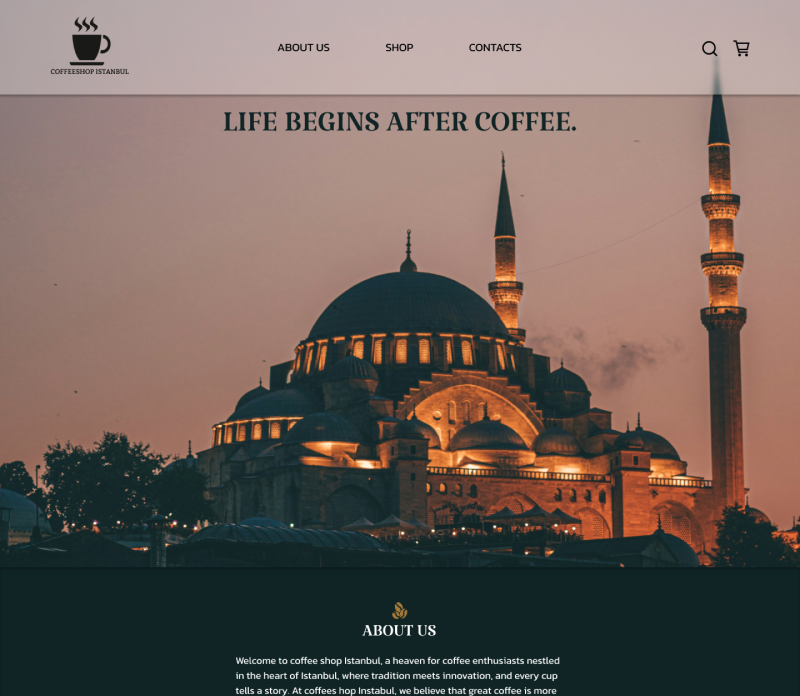 COFFEESHOP ISTANBUL
ABOUT US
SHOP
CONTACTS
LIFE BEGINS AFTER COFFEE.
ABOUT US
Welcome to coffee shop Istanbul, a heaven for coffee enthusiasts nestled
in the heart of Istanbul, where tradition meets innovation, and every cup
tells a story. At coffees hop Instabul, we believe that great coffee is more